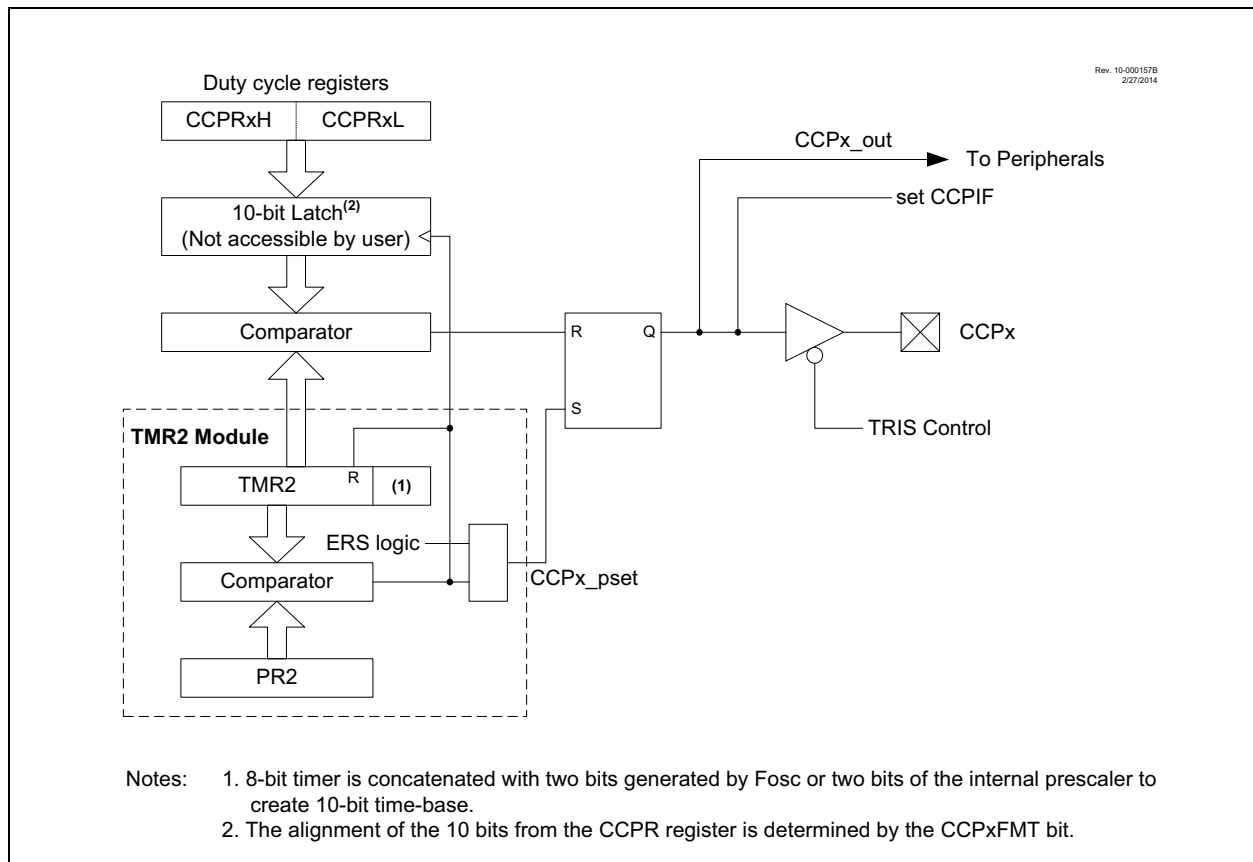 Rev. 10-000157B
2/27/2014
Duty cycle registers
CCPRxH
CCPRxL
CCPx_out
To Peripherals
set CCPIF
10-bit Latch(2)
(Not accessible by user)
Comparator
R
Q
CCPx
S
TRIS Control
TMR2 Module
R
TMR2
(1)
ERS logic
CCPx_pset
Comparator
PR2
Notes: 1. 8-bit timer is concatenated with two bits generated by Fosc or two bits of the internal prescaler to
create 10-bit time-base.
2. The alignment of the 10 bits from the CCPR register is determined by the CCPxFMT bit.